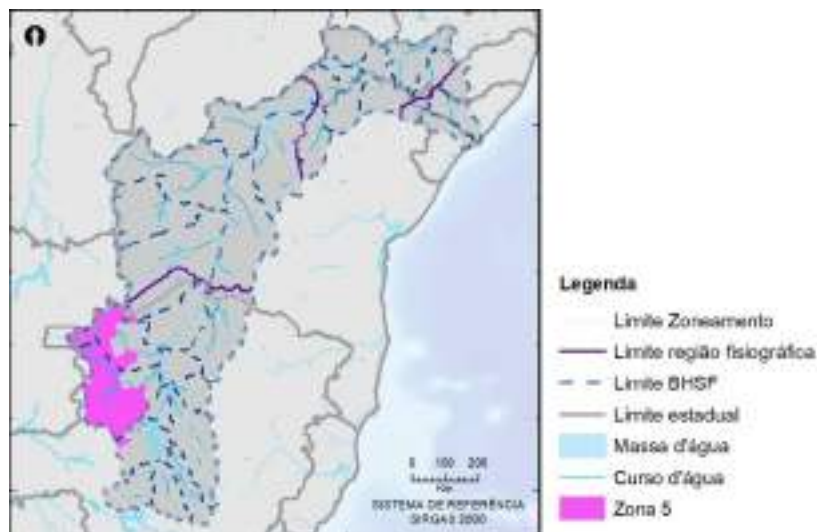 0 100 200
Km
SISTEMA DE REFERÊNCIA
SIRGAS 2000
Legenda
Limite Zoneamento
Limite região fisiográfica
Limite BHSF
Limite estadual
Massa d'água
Curso d'água
Zona 5